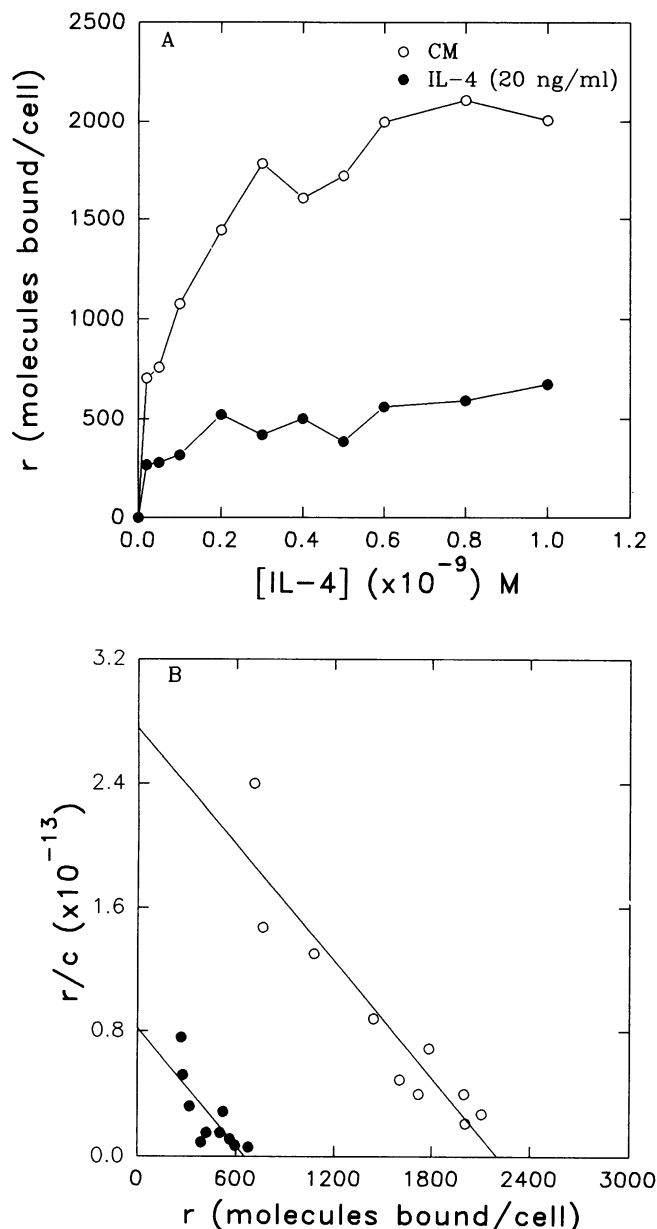 A
CM
IL-4 (20 ng/ml)
2500
2000
1500
1000
500
0
r (molecules bound/cell)
0.0 0.2 0.4 0.6 0.8 1.0 1.2
[IL-4] (x10⁻⁹) M
B
3.2
2.4
1.6
0.8
0.0
r/c (x10⁻¹³)
0 600 1200 1800 2400 3000
r (molecules bound/cell)